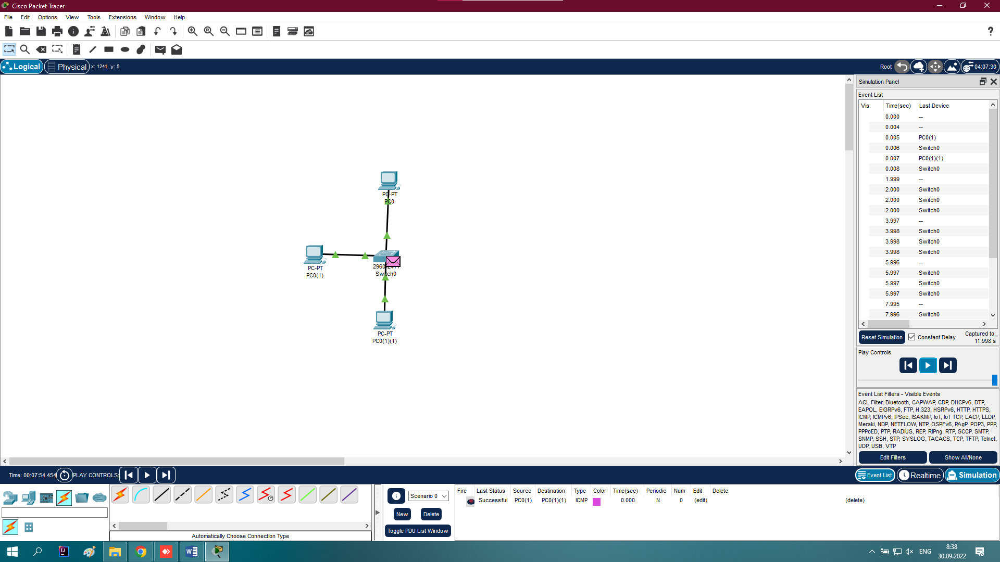 Cisco Packet Tracer
File Edit Options View Tools Extensions Window Help
Logical Physical x: 1241, y: 5 Root 04:07:30
PC-PT
PC0
PC-PT
PC0(1)
Switch0
PC-PT
PC0(1)(1)
Simulation Panel
Event List
Vis. Time(sec) Last Device
0.000 --
0.004 --
0.005 PC0(1)
0.006 Switch0
0.007 PC0(1)(1)
0.008 Switch0
1.999 --
2.000 Switch0
2.000 Switch0
2.000 Switch0
3.997 --
3.998 Switch0
3.998 Switch0
3.998 Switch0
5.996 --
5.997 Switch0
5.997 Switch0
5.997 Switch0
7.995 --
7.996 Switch0
Reset Simulation Constant Delay Captured to:
11.998 s
Play Controls
Event List Filters - Visible Events
ACL Filter, Bluetooth, CAPWAP, CDP, DHCPv6, DTP,
EAPOL, EIGRPv6, FTP, H.323, HSRPv6, HTTP, HTTPS,
ICMP, ICMPv6, IPSec, ISAKMP, IoT, IoT TCP, LACP, LLDP,
Meraki, NDP, NETFLOW, NTP, OSPFv6, PAgP, POP3, PPP,
PPPoED, PTP, RADIUS, REP, RIPng, RTP, SCCP, SMTP,
SNMP, SSH, STP, SYSLOG, TACACS, TCP, TFTP, Telnet,
UDP, USB, VTP
Edit Filters Show All/None
Time: 00:07:54.454 PLAY CONTROLS: Event List Realtime Simulation
Automatically Choose Connection Type
Scenario 0
New Delete
Toggle PDU List Window
Fire Last Status Source Destination Type Color Time(sec) Periodic Num Edit Delete
Successful PC0(1) PC0(1)(1) ICMP 0.000 N 0 (edit) (delete)
ENG 8:38
30.09.2022